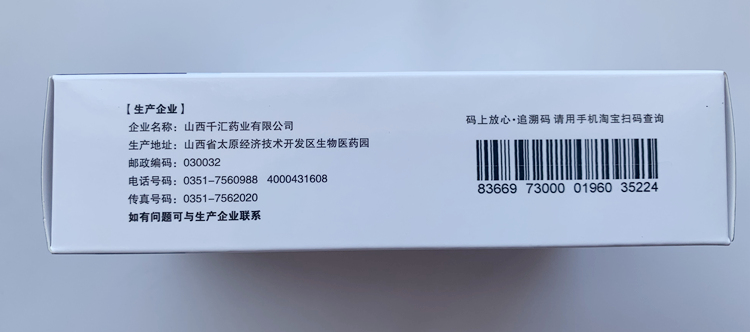 【生产企业】
企业名称：山西千汇药业有限公司
生产地址：山西省太原经济技术开发区生物医药园
邮政编码：030032
电话号码：0351-7560988 4000431608
传真号码：0351-7562020
如有问题可与生产企业联系
码上放心·追溯码 请用手机淘宝扫码查询
83669 73000 01960 35224